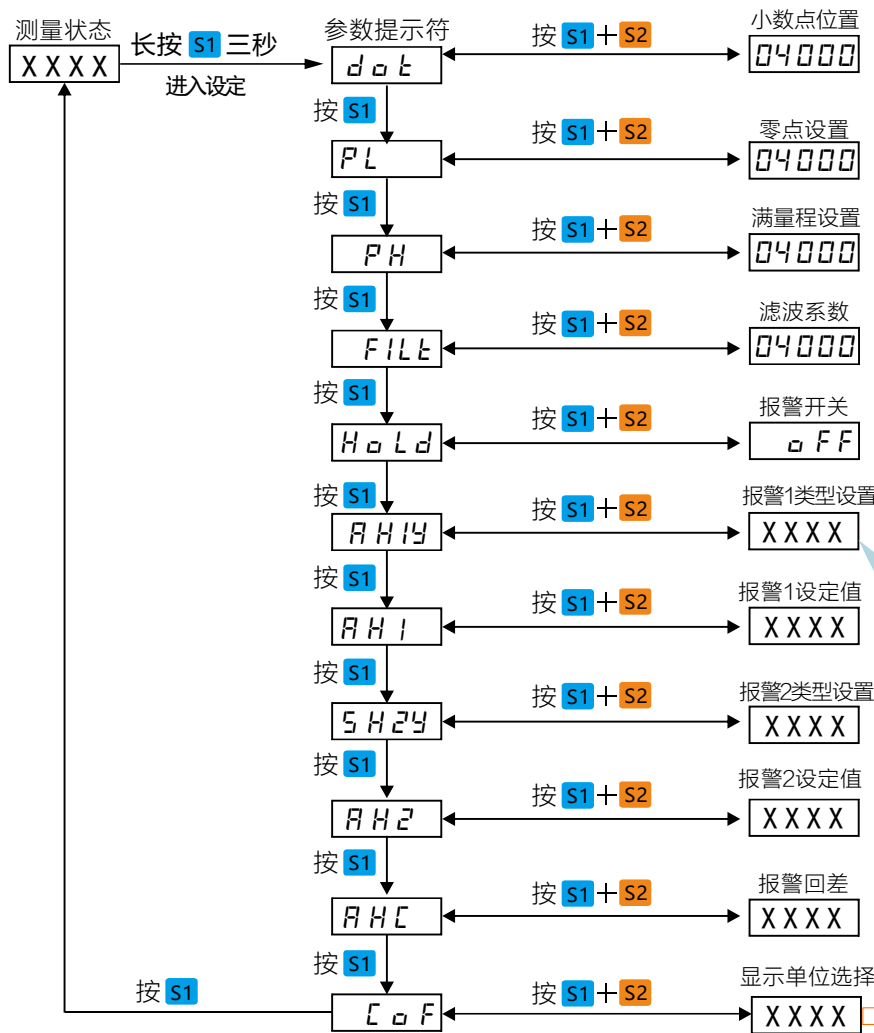 测量状态
XXXX
长按 S1 三秒
进入设定
参数提示符
dot
按 S1+S2
小数点位置
04000
按 S1
PL
按 S1+S2
零点设置
04000
按 S1
PH
按 S1+S2
满量程设置
04000
按 S1
FILt
按 S1+S2
滤波系数
04000
按 S1
HoLd
按 S1+S2
报警开关
oFF
按 S1
AH1Y
按 S1+S2
报警1类型设置
XXXX
按 S1
AH1
按 S1+S2
报警1设定值
XXXX
按 S1
SH2Y
按 S1+S2
报警2类型设置
XXXX
按 S1
AH2
按 S1+S2
报警2设定值
XXXX
按 S1
AHC
按 S1+S2
报警回差
XXXX
按 S1
CoF
按 S1+S2
显示单位选择
XXXX
按 S1